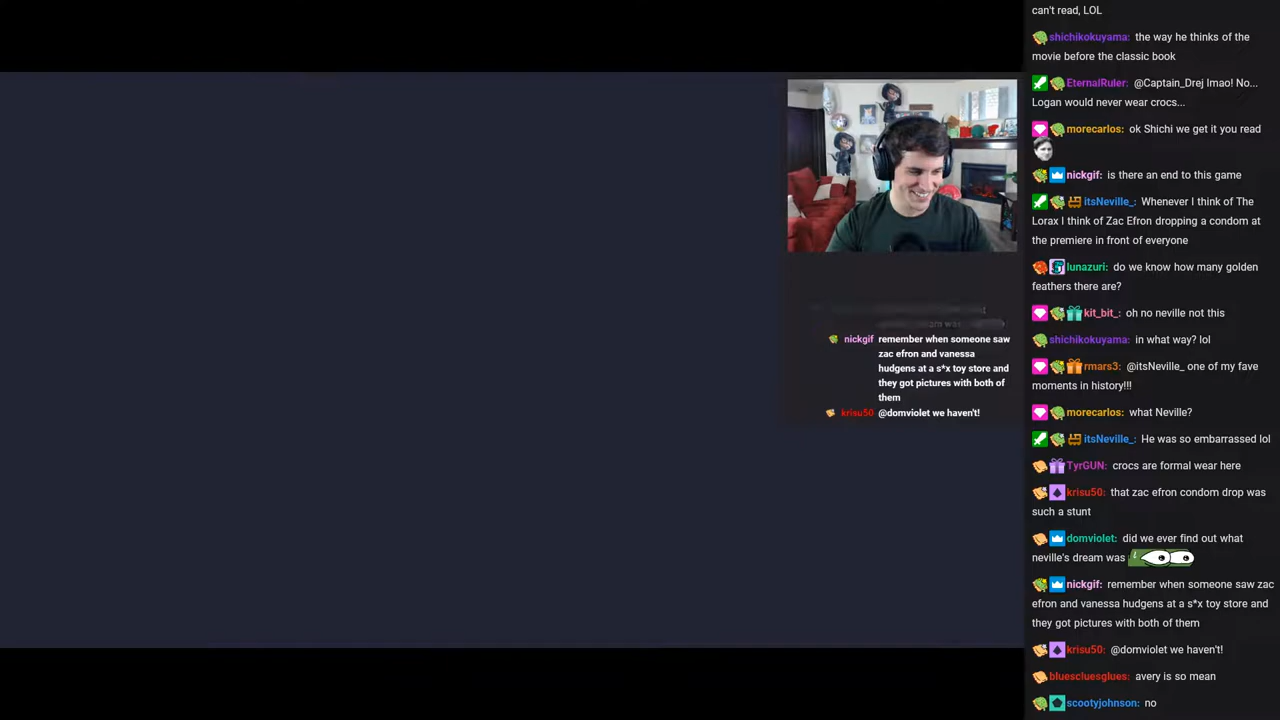 nickgif remember when someone saw
zac efron and vanessa
hudgens at a s*x toy store and
they got pictures with both of
them
krisu50 @domviolet we haven't!
can't read, LOL
shichikokuyama: the way he thinks of the
movie before the classic book
EternalRuler: @Captain_Drej lmao! No...
Logan would never wear crocs...
morecarlos: ok Shichi we get it you read
nickgif: is there an end to this game
itsNeville_: Whenever I think of The
Lorax I think of Zac Efron dropping a condom at
the premiere in front of everyone
lunazuri: do we know how many golden
feathers there are?
kit_bit_: oh no neville not this
shichikokuyama: in what way? lol
rmars3: @itsNeville_ one of my fave
moments in history!!!
morecarlos: what Neville?
itsNeville_: He was so embarrassed lol
TyrGUN: crocs are formal wear here
krisu50: that zac efron condom drop was
such a stunt
domviolet: did we ever find out what
neville's dream was
nickgif: remember when someone saw zac
efron and vanessa hudgens at a s*x toy store and
they got pictures with both of them
krisu50: @domviolet we haven't!
bluescluesglues: avery is so mean
scootyjohnson: no